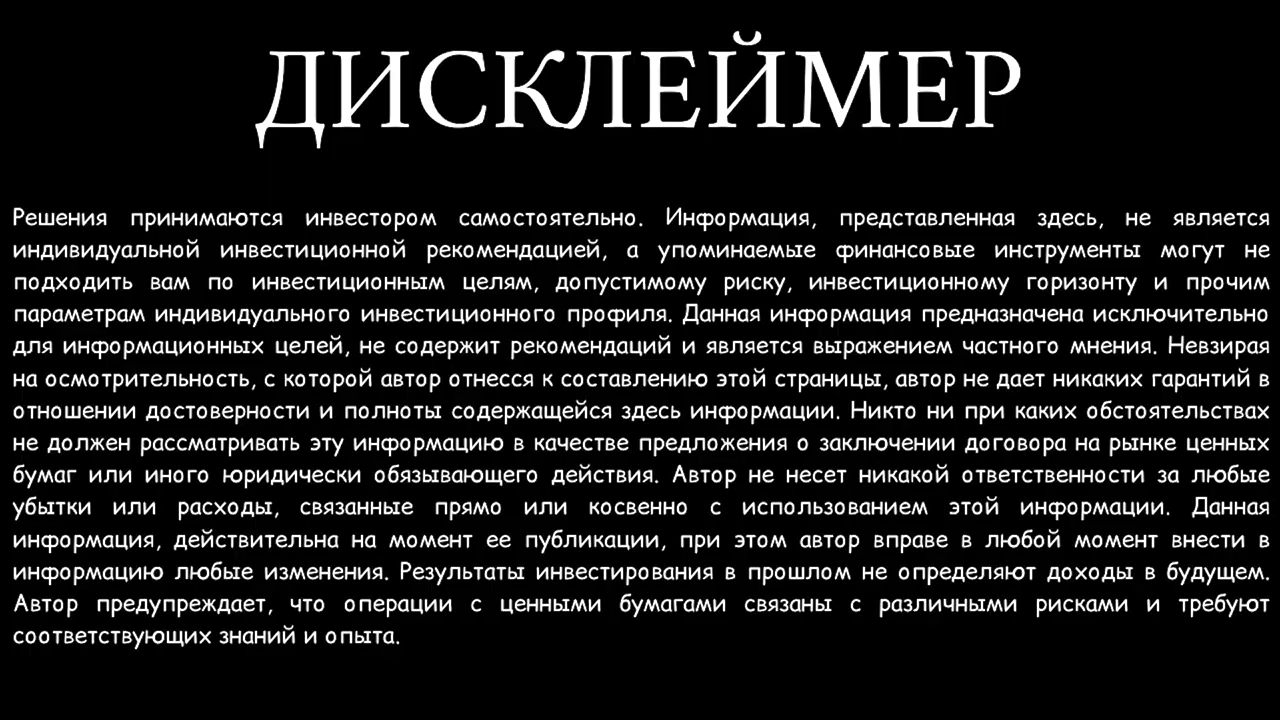 ДИСКЛЕЙМЕР
Решения принимаются инвестором самостоятельно. Информация, представленная здесь, не является
индивидуальной инвестиционной рекомендацией, а упоминаемые финансовые инструменты могут не
подходить вам по инвестиционным целям, допустимому риску, инвестиционному горизонту и прочим
параметрам индивидуального инвестиционного профиля. Данная информация предназначена исключительно
для информационных целей, не содержит рекомендаций и является выражением частного мнения. Невзирая
на осмотрительность, с которой автор отнесся к составлению этой страницы, автор не дает никаких гарантий в
отношении достоверности и полноты содержащейся здесь информации. Никто ни при каких обстоятельствах
не должен рассматривать эту информацию в качестве предложения о заключении договора на рынке ценных
бумаг или иного юридически обязывающего действия. Автор не несет никакой ответственности за любые
убытки или расходы, связанные прямо или косвенно с использованием этой информации. Данная
информация, действительна на момент ее публикации, при этом автор вправе в любой момент внести в
информацию любые изменения. Результаты инвестирования в прошлом не определяют доходы в будущем.
Автор предупреждает, что операции с ценными бумагами связаны с различными рисками и требуют
соответствующих знаний и опыта.